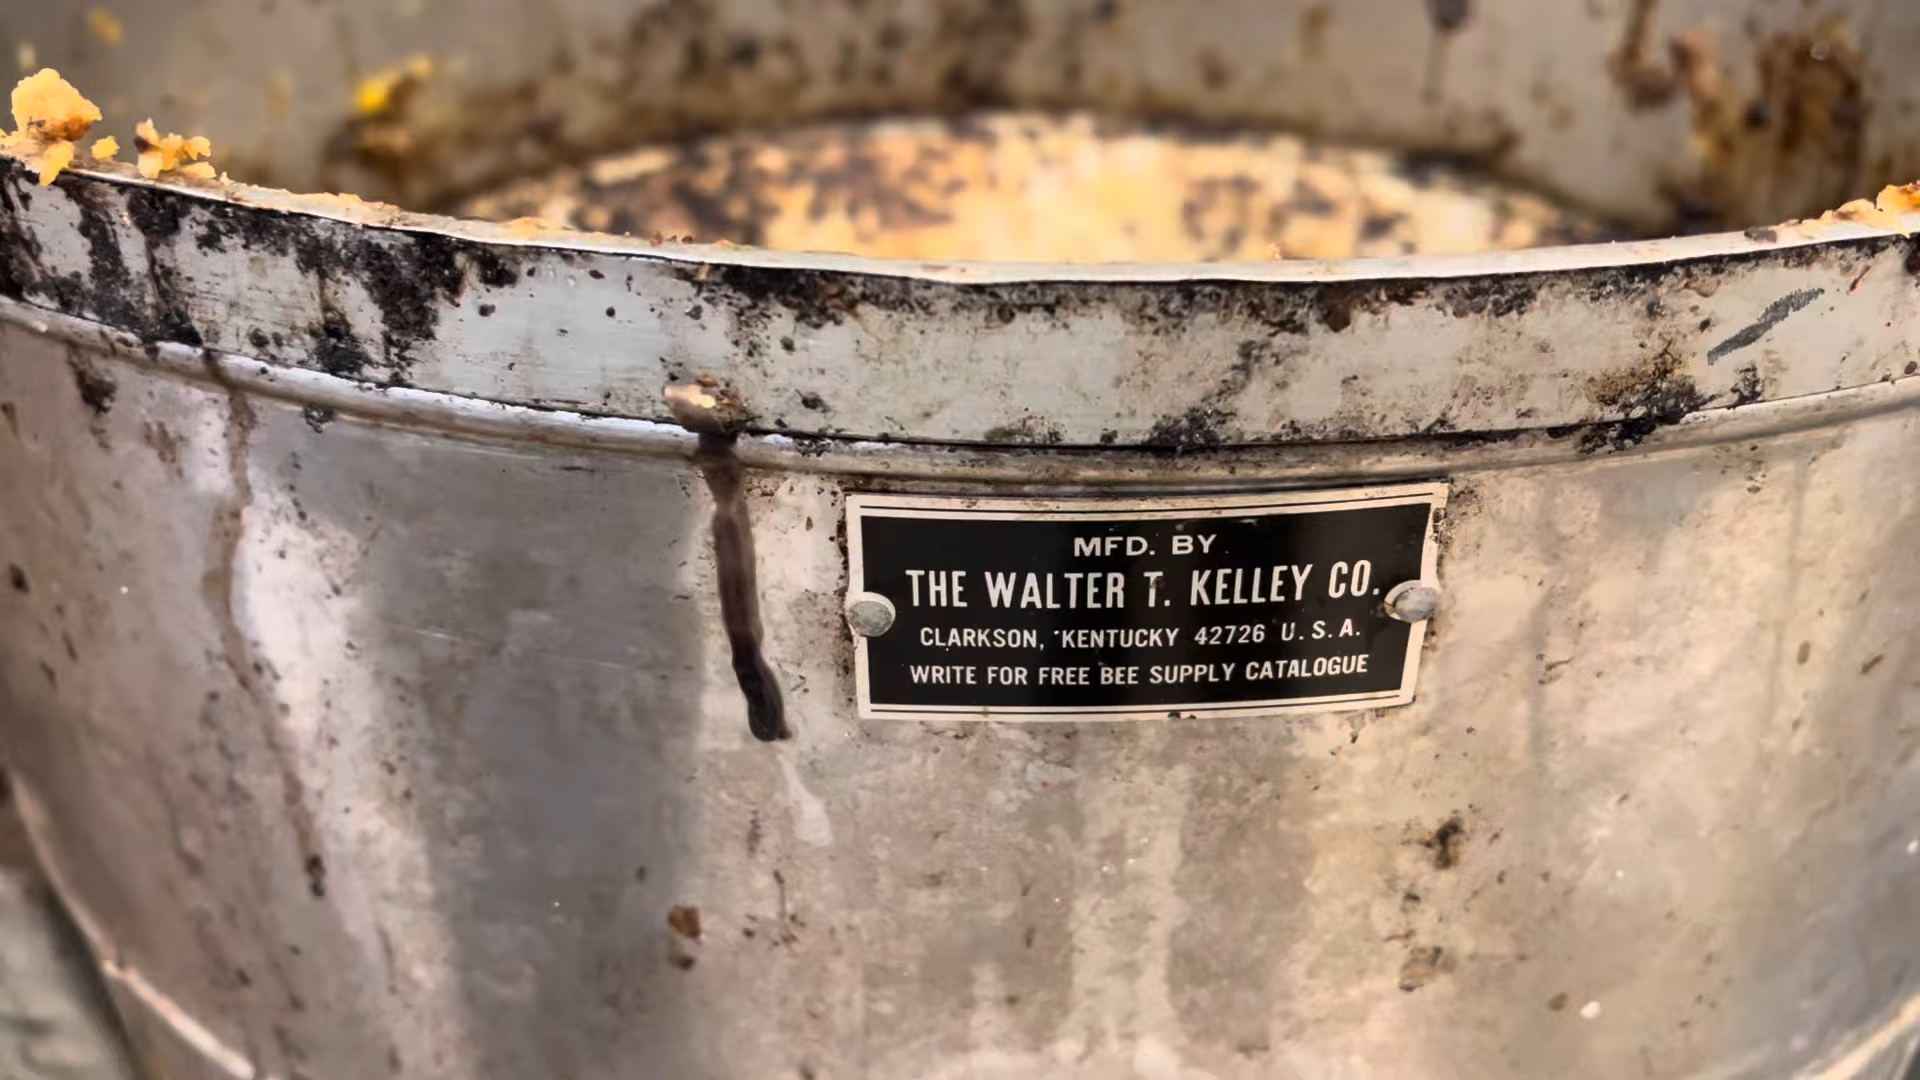 MFD. BY
THE WALTER T. KELLEY CO.
CLARKSON, KENTUCKY 42726 U.S.A.
WRITE FOR FREE BEE SUPPLY CATALOGUE